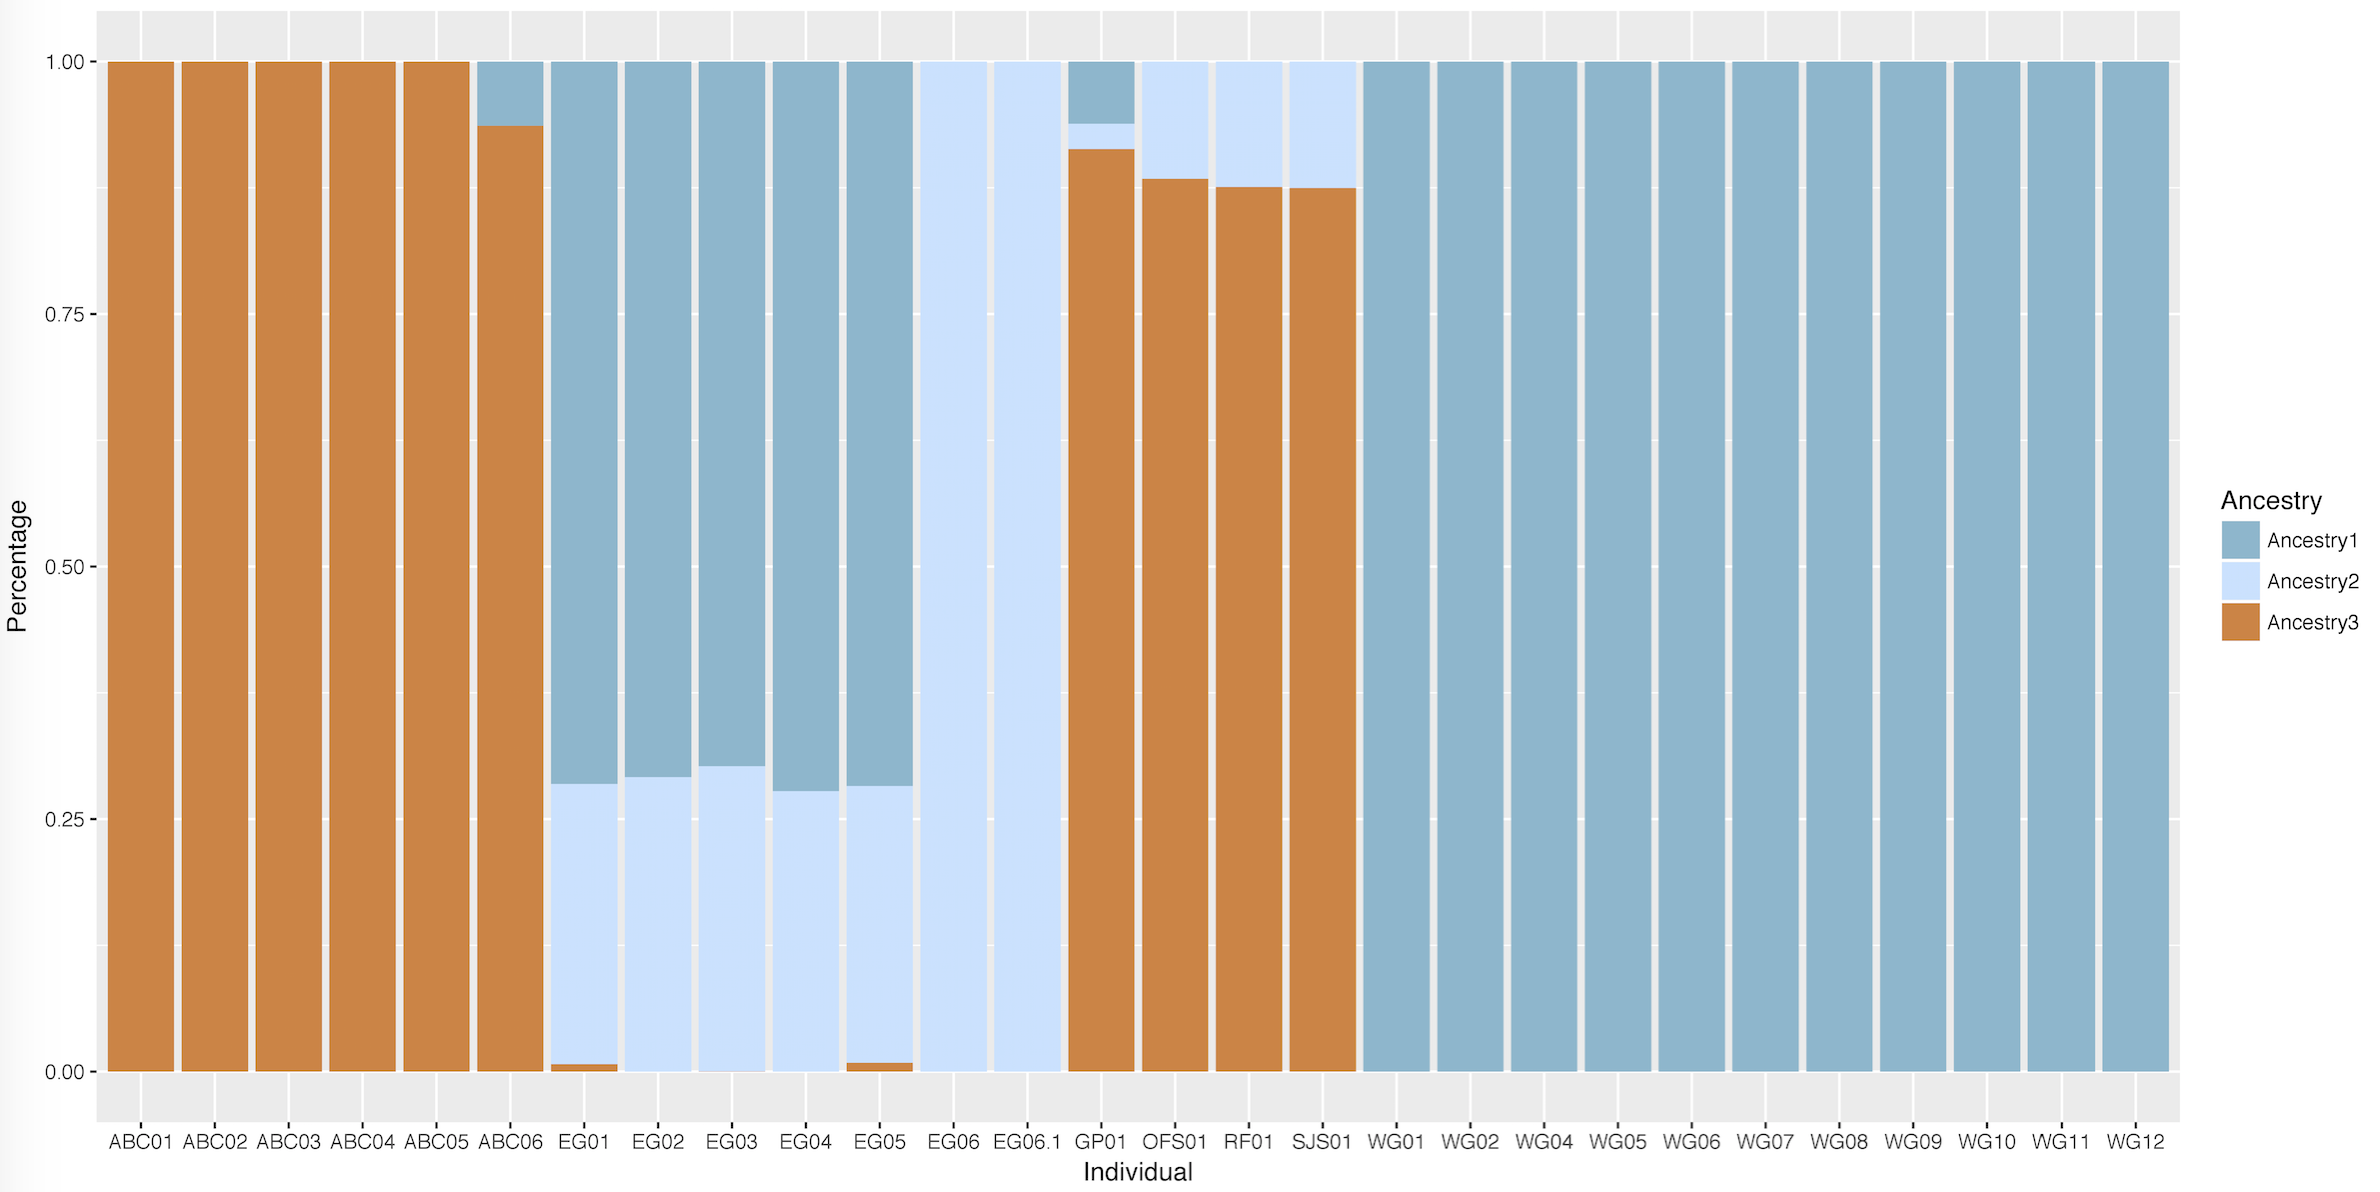 1.00
0.75
0.50
0.25
0.00
Percentage
ABC01 ABC02 ABC03 ABC04 ABC05 ABC06 EG01 EG02 EG03 EG04 EG05 EG06 EG06.1 GP01 OFS01 RF01 SJS01 WG01 WG02 WG04 WG05 WG06 WG07 WG08 WG09 WG10 WG11 WG12
Individual
Ancestry
Ancestry1
Ancestry2
Ancestry3